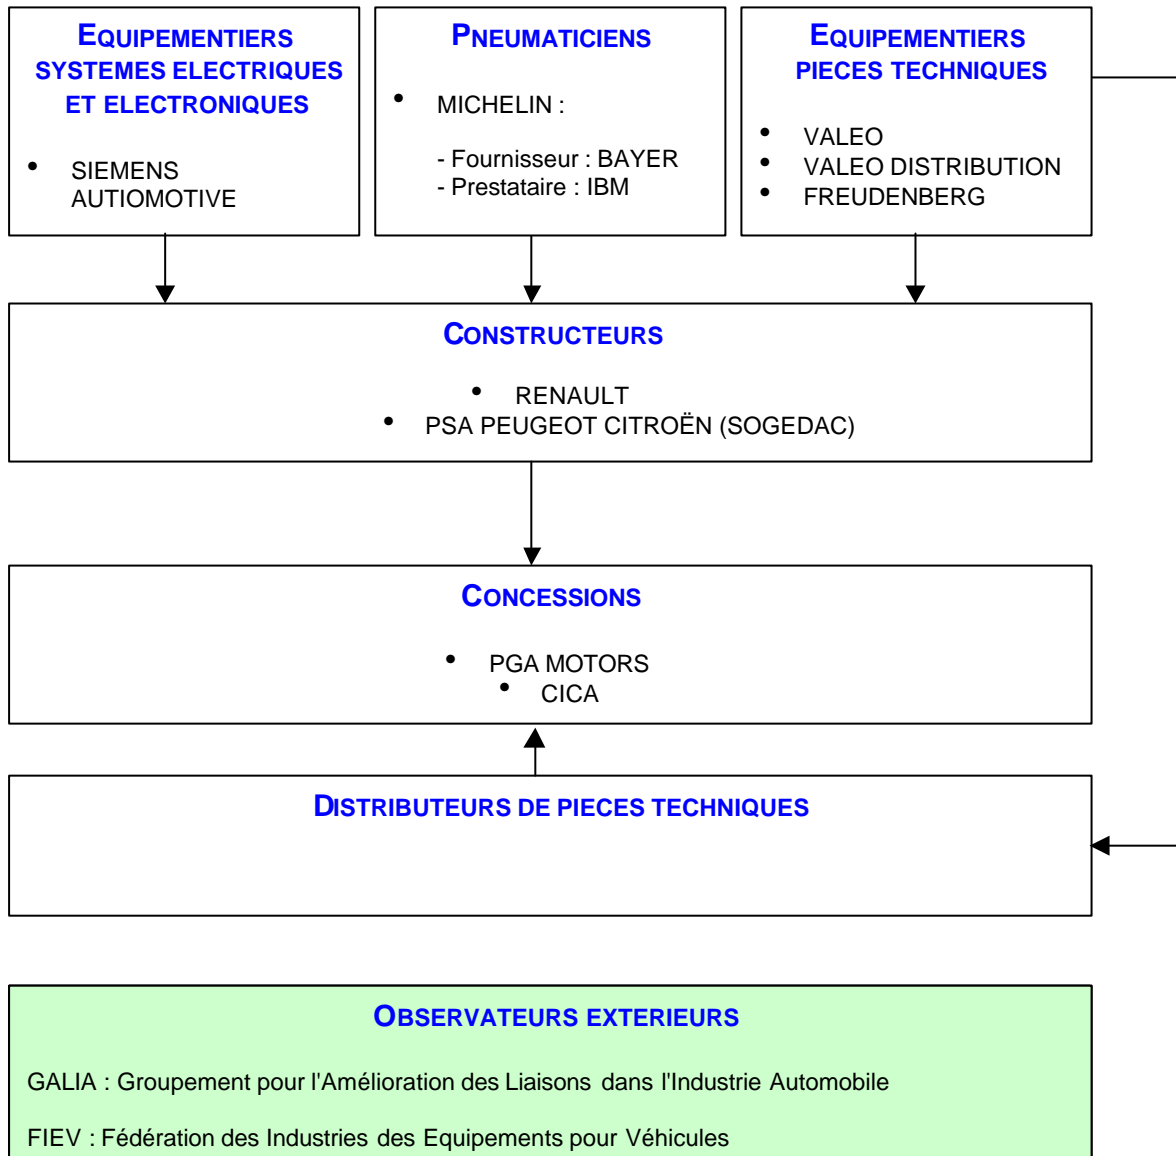 EQUIPEMENTIERS
SYSTEMES ELECTRIQUES
ET ELECTRONIQUES
• SIEMENS
AUTIOMOTIVE
PNEUMATICIENS
• MICHELIN :
- Fournisseur : BAYER
- Prestataire : IBM
EQUIPEMENTIERS
PIECES TECHNIQUES
• VALEO
• VALEO DISTRIBUTION
• FREUDENBERG
CONSTRUCTEURS
• RENAULT
• PSA PEUGEOT CITROËN (SOGEDAC)
CONCESSIONS
• PGA MOTORS
• CICA
DISTRIBUTEURS DE PIECES TECHNIQUES
OBSERVATEURS EXTERIEURS
GALIA : Groupement pour l'Amélioration des Liaisons dans l'Industrie Automobile
FIEV : Fédération des Industries des Equipements pour Véhicules